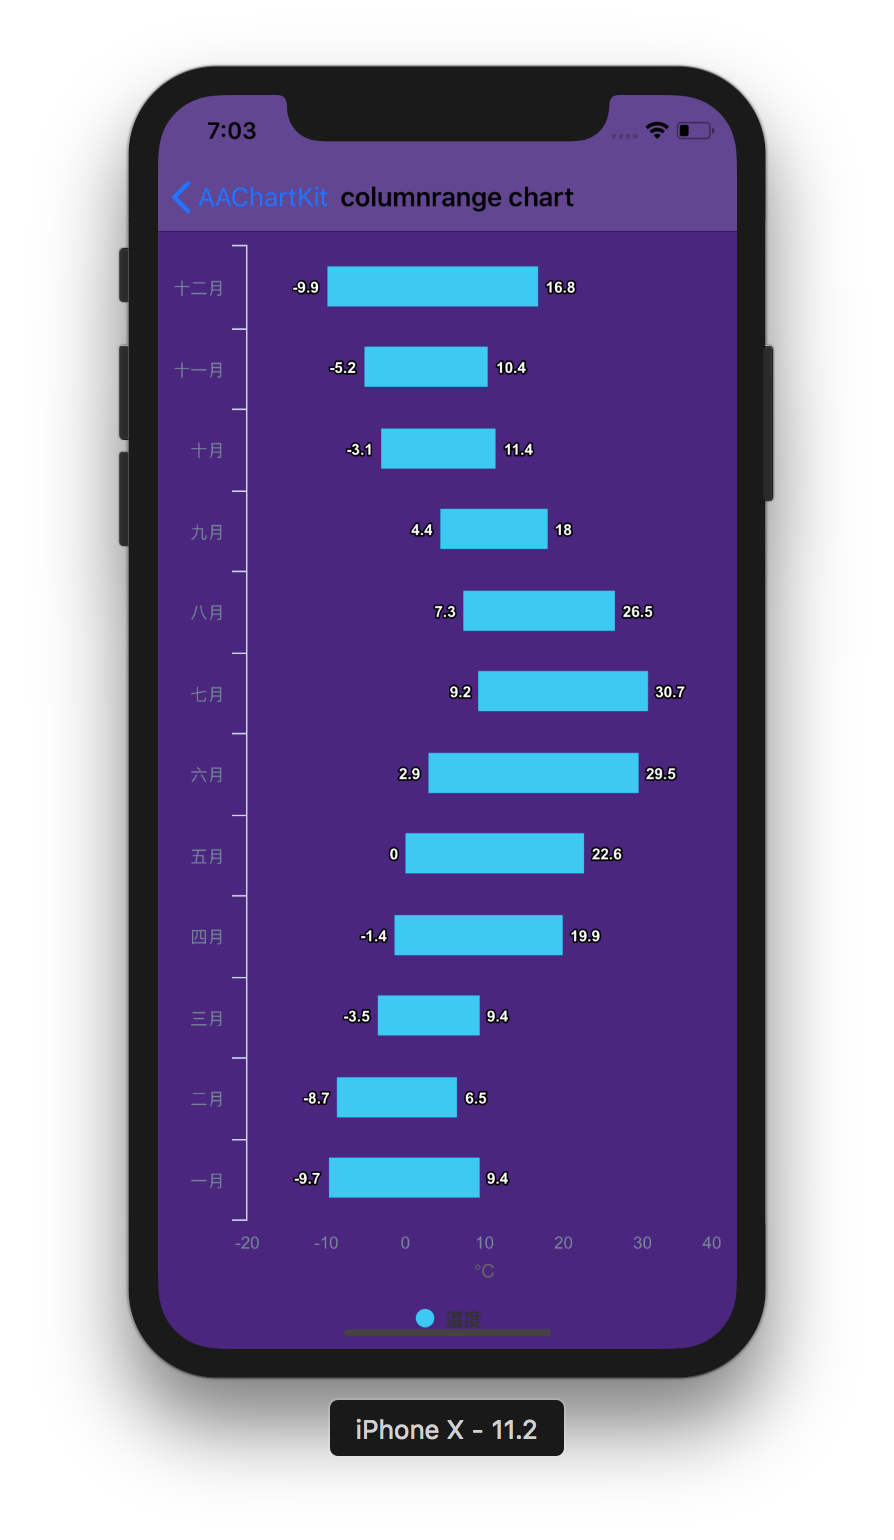 7:03
AAChartKit columnrange chart
十二月 -9.9 16.8
十一月 -5.2 10.4
十月 -3.1 11.4
九月 4.4 18
八月 7.3 26.5
七月 9.2 30.7
六月 2.9 29.5
五月 0 22.6
四月 -1.4 19.9
三月 -3.5 9.4
二月 -8.7 6.5
一月 -9.7 9.4
-20 -10 0 10 20 30 40
°C
温度
iPhone X - 11.2